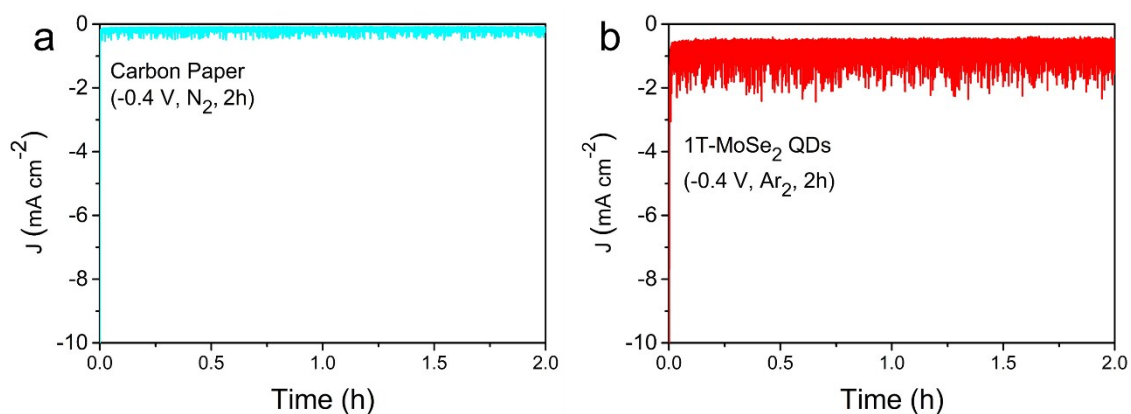 a
Carbon Paper
(-0.4 V, N₂, 2h)
0
-2
-4
-6
-8
-10
J (mA cm⁻²)
0.0 0.5 1.0 1.5 2.0
Time (h)
b
1T-MoSe₂ QDs
(-0.4 V, Ar₂, 2h)
0
-2
-4
-6
-8
-10
J (mA cm⁻²)
0.0 0.5 1.0 1.5 2.0
Time (h)